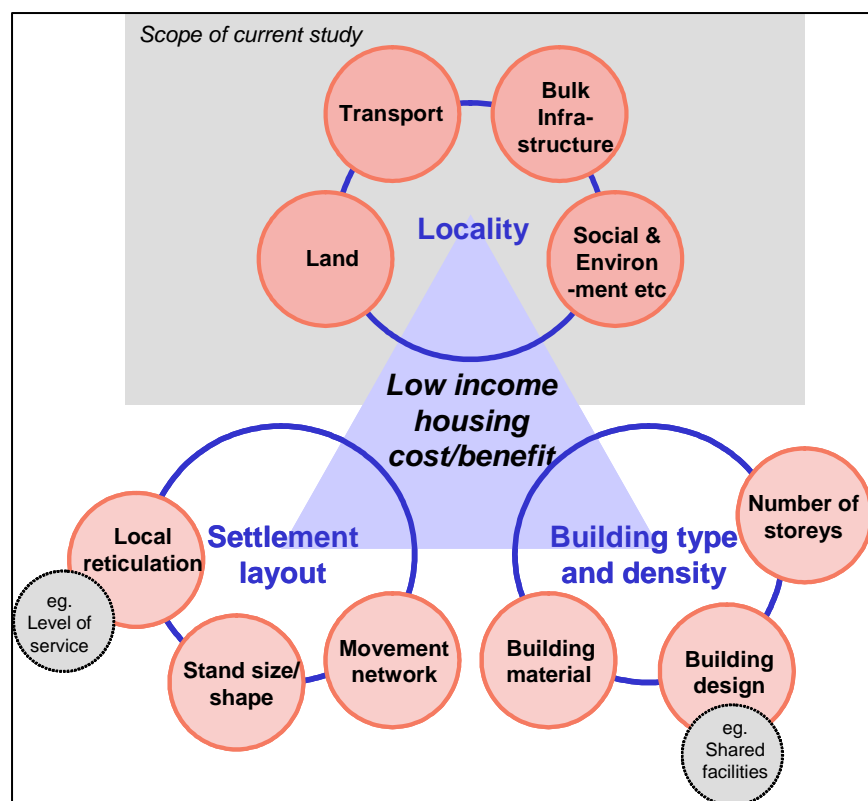 Scope of current study
Transport
Bulk
Infra-
structure
Locality
Land
Social &
Environ
-ment etc
Low income
housing
cost/benefit
Number of
storeys
Local
reticulation
Settlement
layout
Building type
and density
eg.
Level of
service
Stand size/
shape
Movement
network
Building
material
Building
design
eg.
Shared
facilities